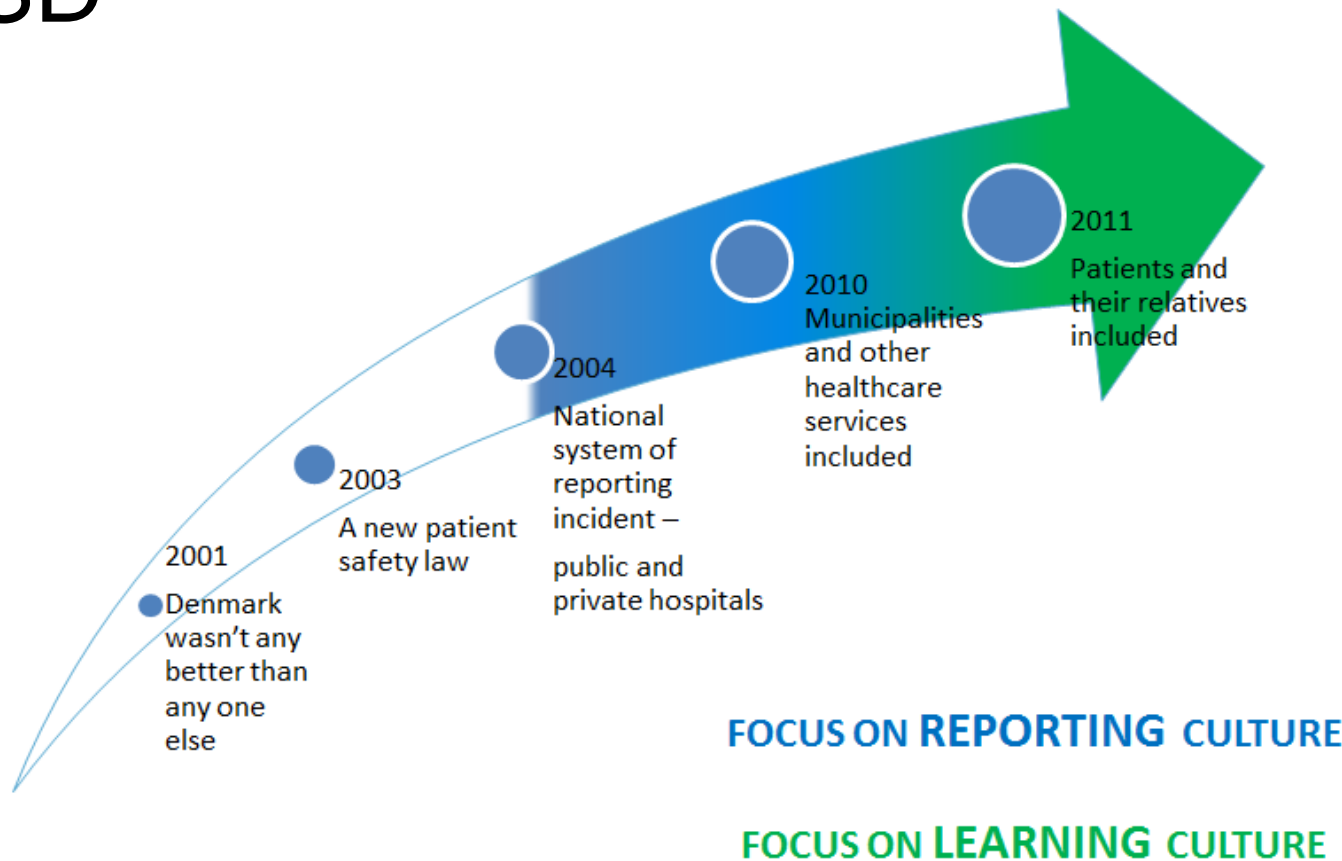 2001
Denmark
wasn't any
better than
any one
else
2003
A new patient
safety law
2004
National
system of
reporting
incident –
public and
private hospitals
2010
Municipalities
and other
healthcare
services
included
2011
Patients and
their relatives
included
FOCUS ON REPORTING CULTURE
FOCUS ON LEARNING CULTURE